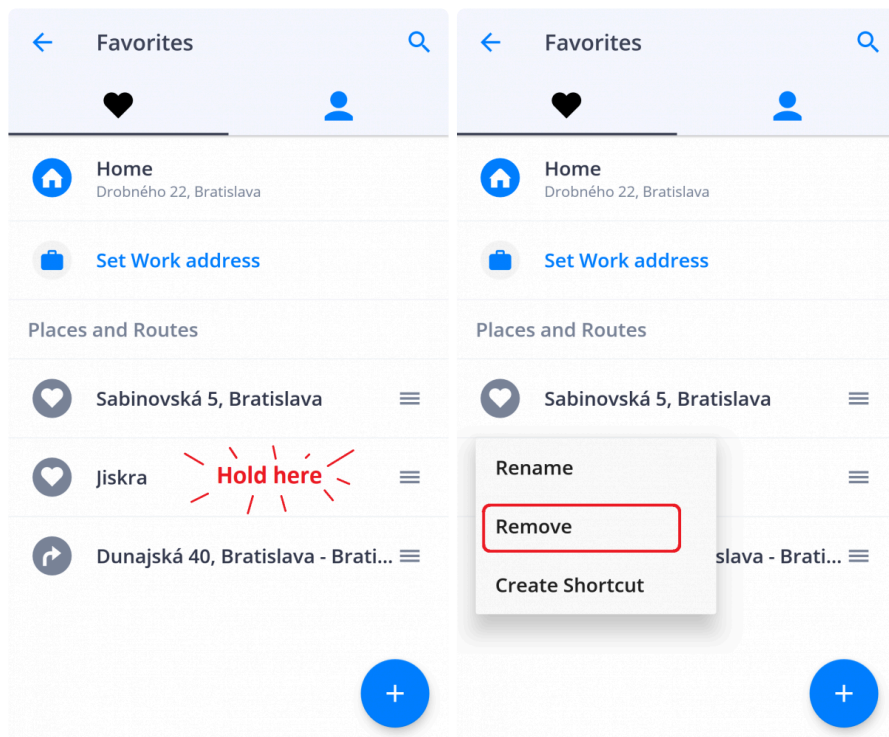 Favorites
Home
Drobného 22, Bratislava
Set Work address
Places and Routes
Sabinovská 5, Bratislava
Jiskra
Hold here
Dunajská 40, Bratislava - Brati...
Favorites
Home
Drobného 22, Bratislava
Set Work address
Places and Routes
Sabinovská 5, Bratislava
Rename
Remove
slava - Brati...
Create Shortcut